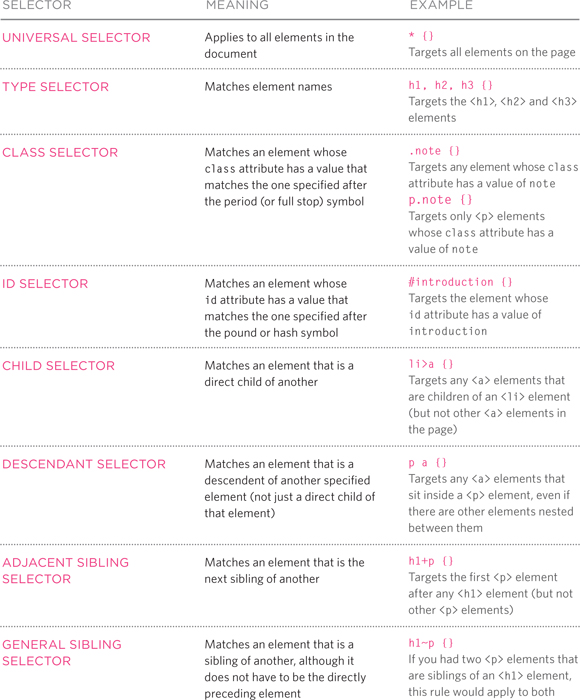 SELECTOR MEANING EXAMPLE
UNIVERSAL SELECTOR
Applies to all elements in the
document
* {}
Targets all elements on the page
TYPE SELECTOR
Matches element names
h1, h2, h3 {}
Targets the <h1>, <h2> and <h3>
elements
CLASS SELECTOR
Matches an element whose
class attribute has a value that
matches the one specified after
the period (or full stop) symbol
.note {}
Targets any element whose class
attribute has a value of note
p.note {}
Targets only <p> elements
whose class attribute has a
value of note
ID SELECTOR
Matches an element whose
id attribute has a value that
matches the one specified after
the pound or hash symbol
#introduction {}
Targets the element whose
id attribute has a value of
introduction
CHILD SELECTOR
Matches an element that is a
direct child of another
li>a {}
Targets any <a> elements that
are children of an <li> element
(but not other <a> elements in
the page)
DESCENDANT SELECTOR
Matches an element that is a
descendent of another specified
element (not just a direct child of
that element)
p a {}
Targets any <a> elements that
sit inside a <p> element, even if
there are other elements nested
between them
ADJACENT SIBLING
SELECTOR
Matches an element that is the
next sibling of another
h1+p {}
Targets the first <p> element
after any <h1> element (but not
other <p> elements)
GENERAL SIBLING
SELECTOR
Matches an element that is a
sibling of another, although it
does not have to be the directly
preceding element
h1~p {}
If you had two <p> elements that
are siblings of an <h1> element,
this rule would apply to both